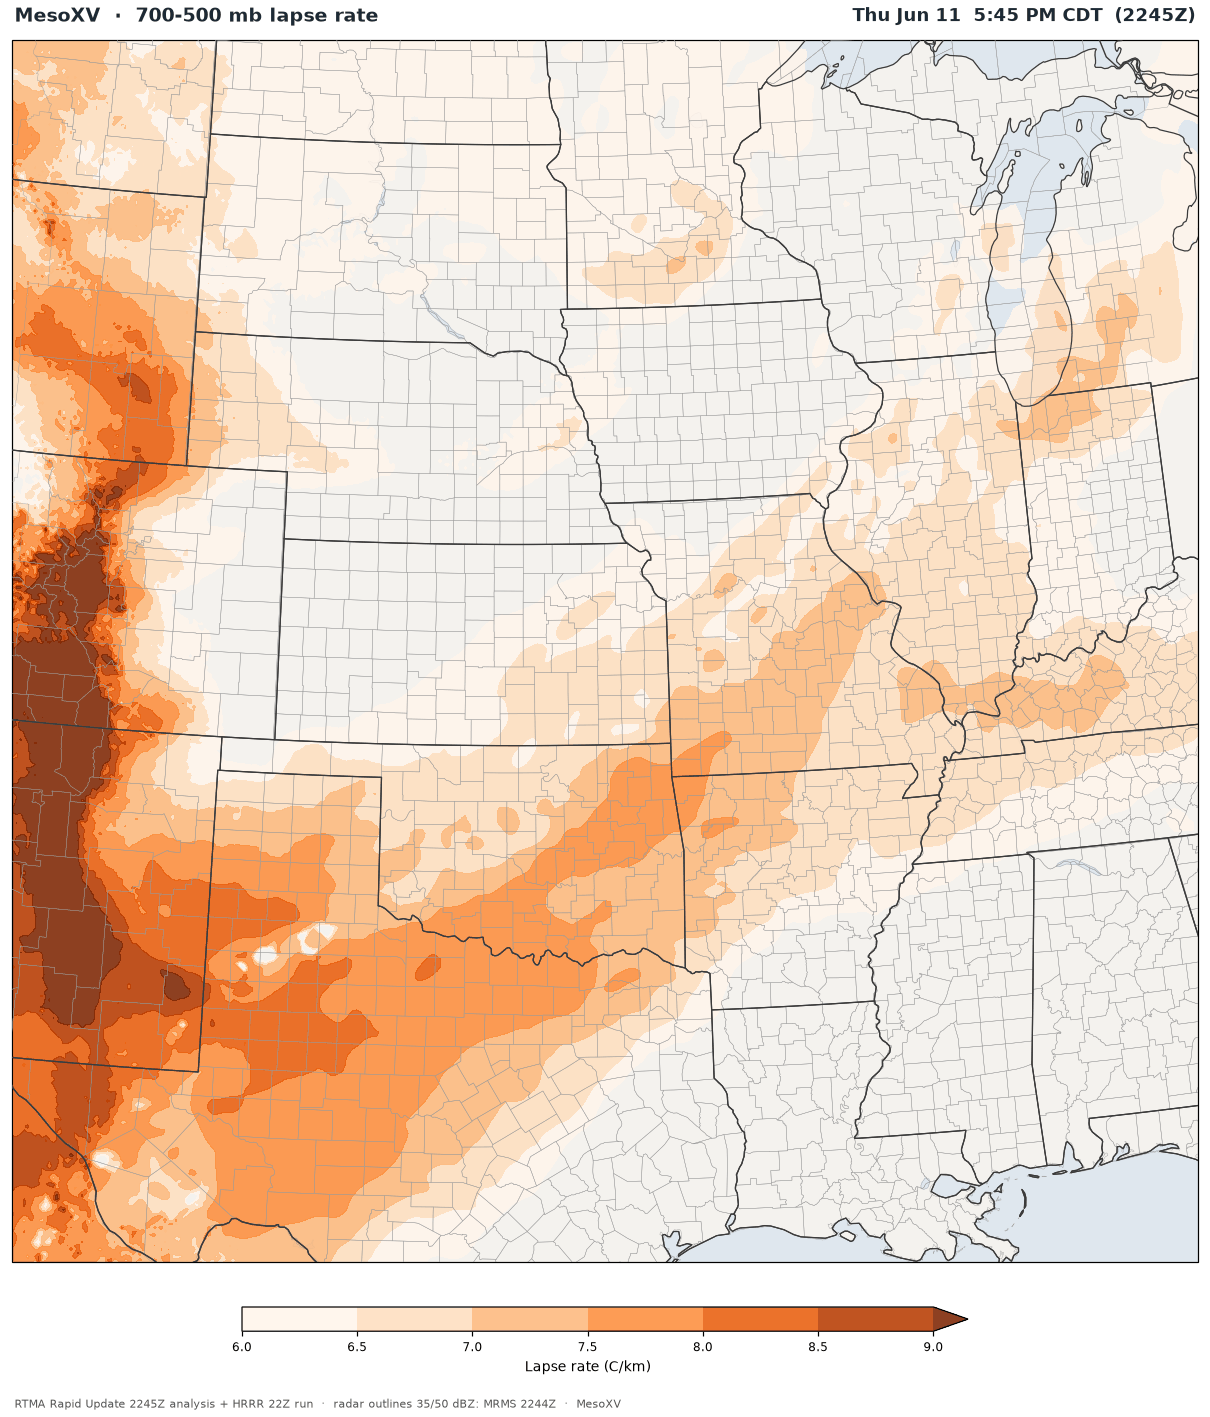 MesoXV · 700-500 mb lapse rate
Thu Jun 11 5:45 PM CDT (2245Z)
6.0 6.5 7.0 7.5 8.0 8.5 9.0
Lapse rate (C/km)
RTMA Rapid Update 2245Z analysis + HRRR 22Z run · radar outlines 35/50 dBZ: MRMS 2244Z · MesoXV